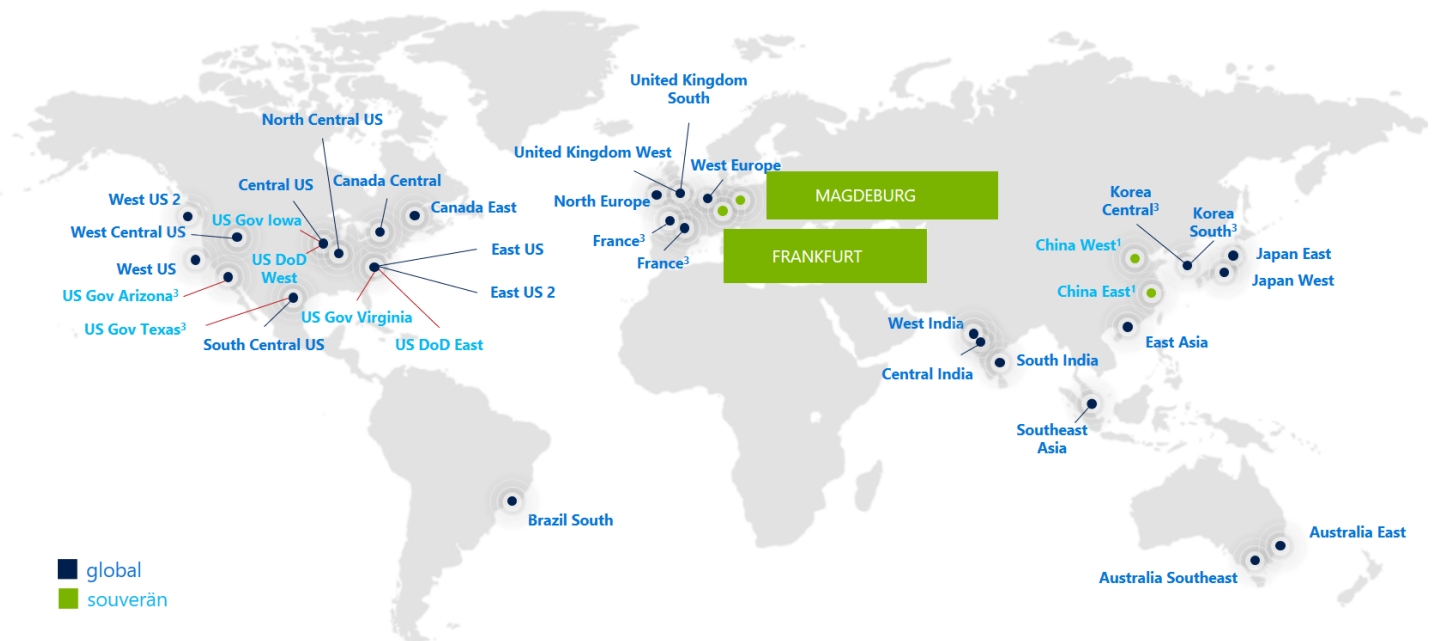 United Kingdom
South
North Central US
United Kingdom West
West Europe
Central US
Canada Central
West US 2
North Europe
MAGDEBURG
Korea
Central³
Canada East
Korea
South³
US Gov Iowa
West Central US
France³
China West¹
East US
Japan East
US DoD
West
France³
FRANKFURT
West US
Japan West
US Gov Arizona³
East US 2
China East¹
US Gov Texas³
US Gov Virginia
West India
South Central US
US DoD East
East Asia
South India
Central India
Southeast
Asia
Brazil South
Australia East
global
Australia Southeast
souverän